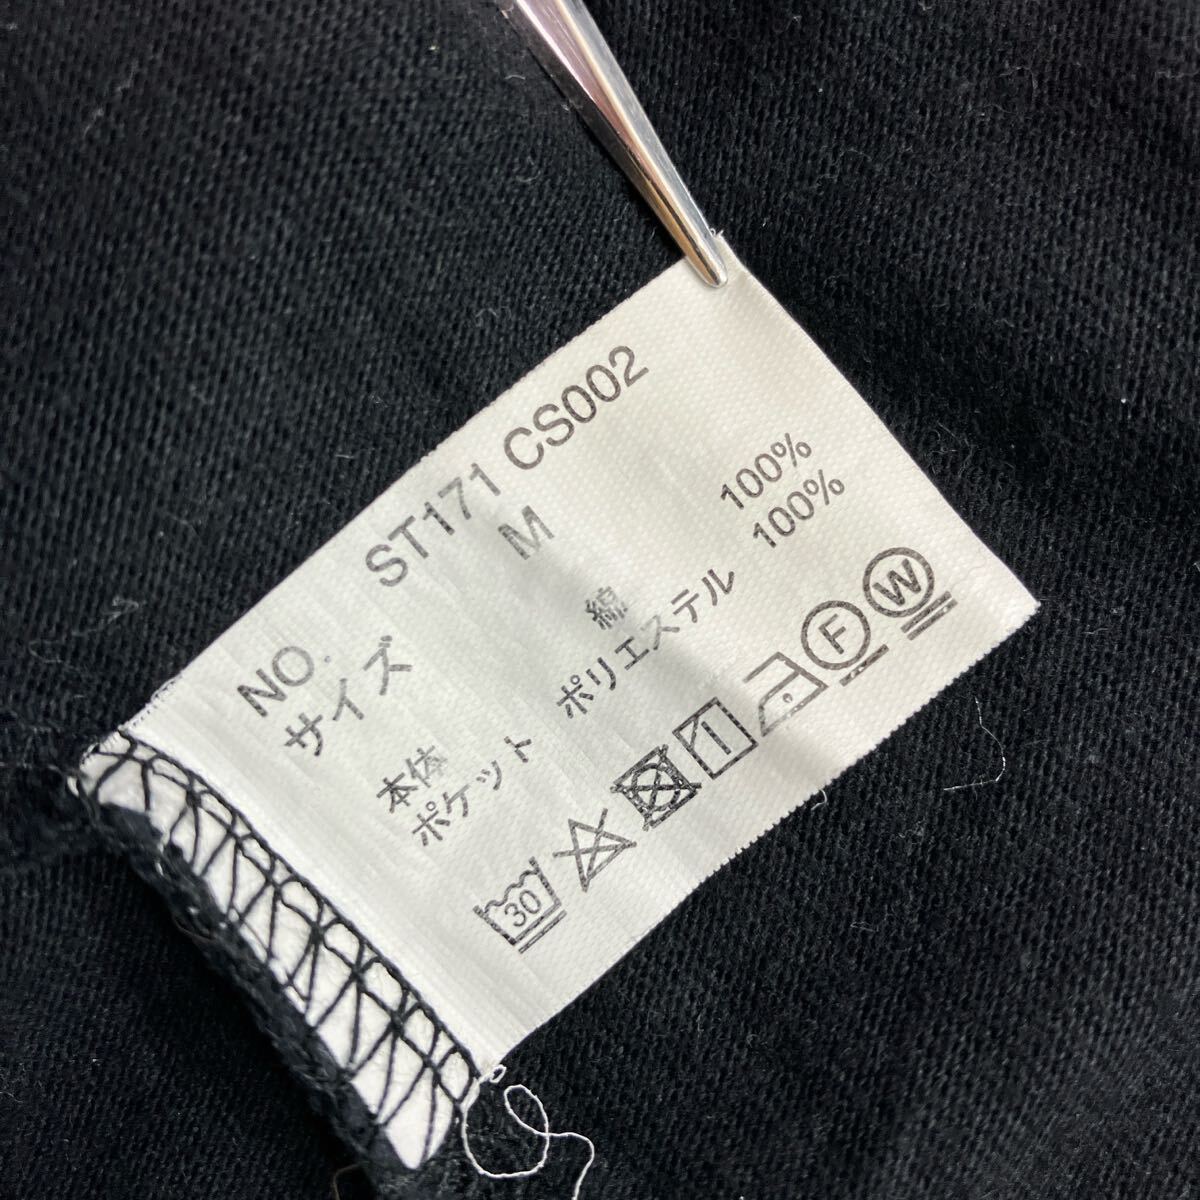 NO. ST171 CS002
サイズ M
本体 綿 100%
ポケット ポリエステル 100%
30 F W